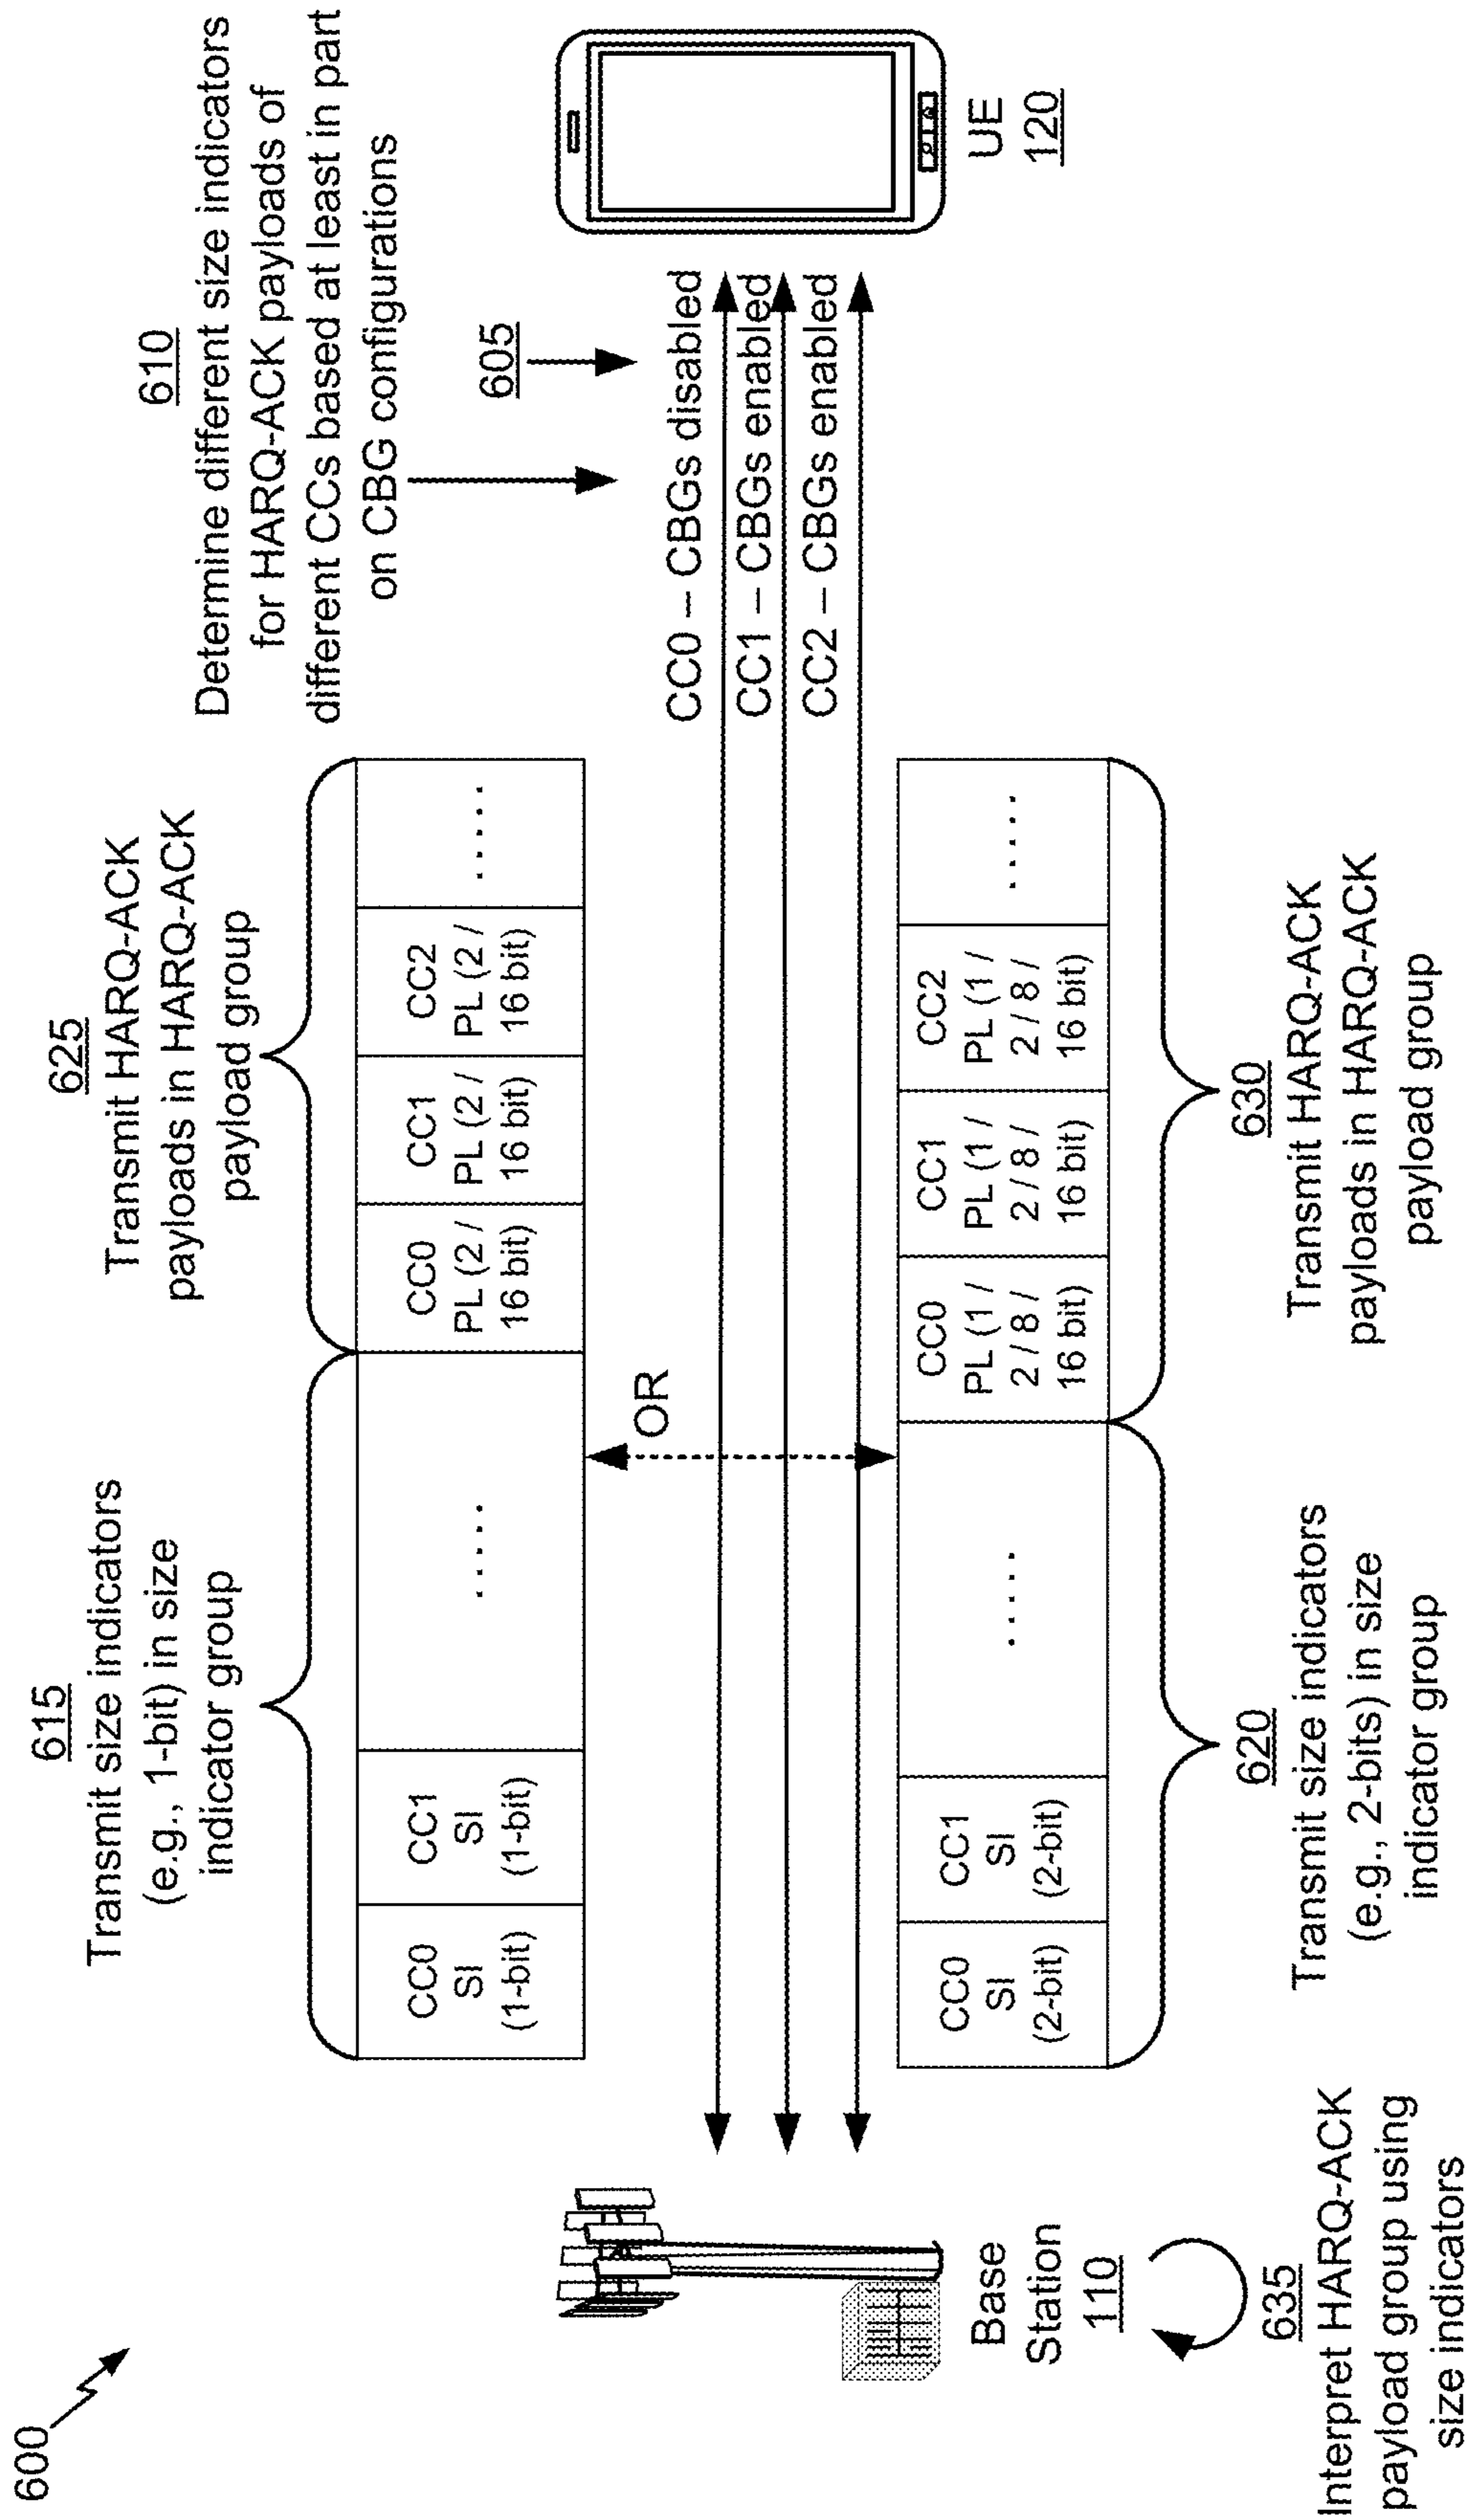 600
610
Determine different size indicators
for HARQ-ACK payloads of
different CCs based at least in part
on CBG configurations
605
615
Transmit size indicators
(e.g., 1-bit) in size
indicator group
625
Transmit HARQ-ACK
payloads in HARQ-ACK
payload group
CC0
SI
(1-bit)
CC1
SI
(1-bit)
.....
CC0
PL (2 /
16 bit)
CC1
PL (2 /
16 bit)
CC2
PL (2 /
16 bit)
.....
OR
CC0 – CBGs disabled
CC1 – CBGs enabled
CC2 – CBGs enabled
Base
Station
110
UE
120
CC0
SI
(2-bit)
CC1
SI
(2-bit)
.....
CC0
PL (1 /
2 / 8 /
16 bit)
CC1
PL (1 /
2 / 8 /
16 bit)
CC2
PL (1 /
2 / 8 /
16 bit)
.....
620
Transmit size indicators
(e.g., 2-bits) in size
indicator group
630
Transmit HARQ-ACK
payloads in HARQ-ACK
payload group
635
Interpret HARQ-ACK
payload group using
size indicators